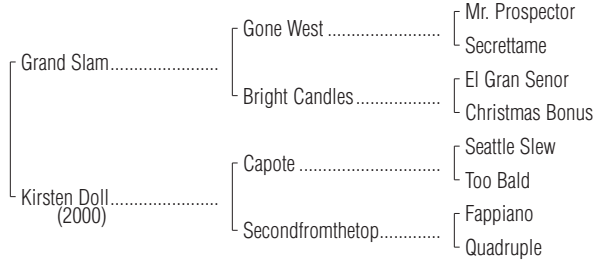 Mr. Prospector
Gone West ........................
Secrettame
Grand Slam.......................
El Gran Senor
Bright Candles..................
Christmas Bonus
Seattle Slew
Capote ..............................
Too Bald
Kirsten Doll.......................
(2000)
Fappiano
Secondfromthetop.............
Quadruple